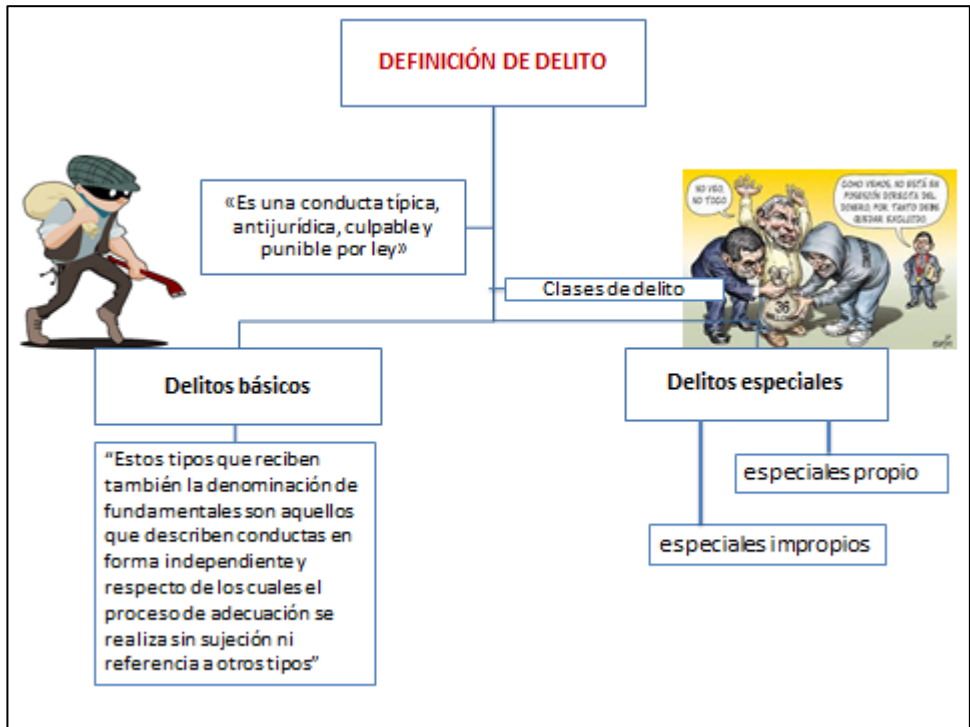 DEFINICIÓN DE DELITO
«Es una conducta típica,
antijurídica, culpable y
punible por ley»
NO VEO,
NO TOCO
COMO VEMOS, NO ESTÁ EN
POSESIÓN DIRECTA DEL
DINERO, POR TANTO DEBE
QUEDAR EXCLUIDO
36
Clases de delito
Delitos básicos
Delitos especiales
"Estos tipos que reciben
también la denominación de
fundamentales son aquellos
que describen conductas en
forma independiente y
respecto de los cuales el
proceso de adecuación se
realiza sin sujeción ni
referencia a otros tipos"
especiales propio
especiales impropios